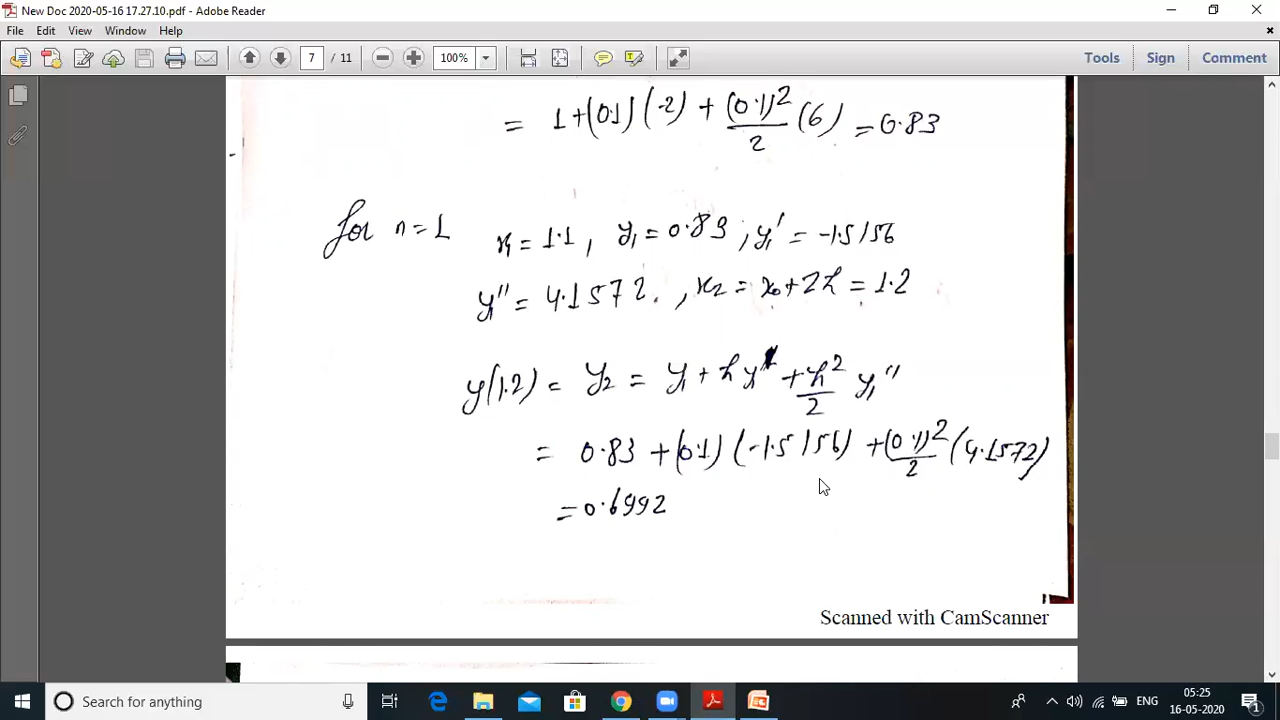 New Doc 2020-05-16 17.27.10.pdf - Adobe Reader
File Edit View Window Help
7 / 11 100% Tools Sign Comment
= 1+(0.1)(-2) + (0.1)²/2 (6) = 0.83
for n=1 x₁ = 1.1, y₁ = 0.83; y₁' = -1.5156
y₁'' = 4.1572. , x₂ = x₀+2h = 1.2
y(1.2) = y₂ = y₁ + h y₁' + h²/2 y₁''
= 0.83 + (0.1)(-1.5156) + (0.1)²/2 (4.1572)
= 0.6992
Scanned with CamScanner
Search for anything
ENG
05:25
16-05-2020
1